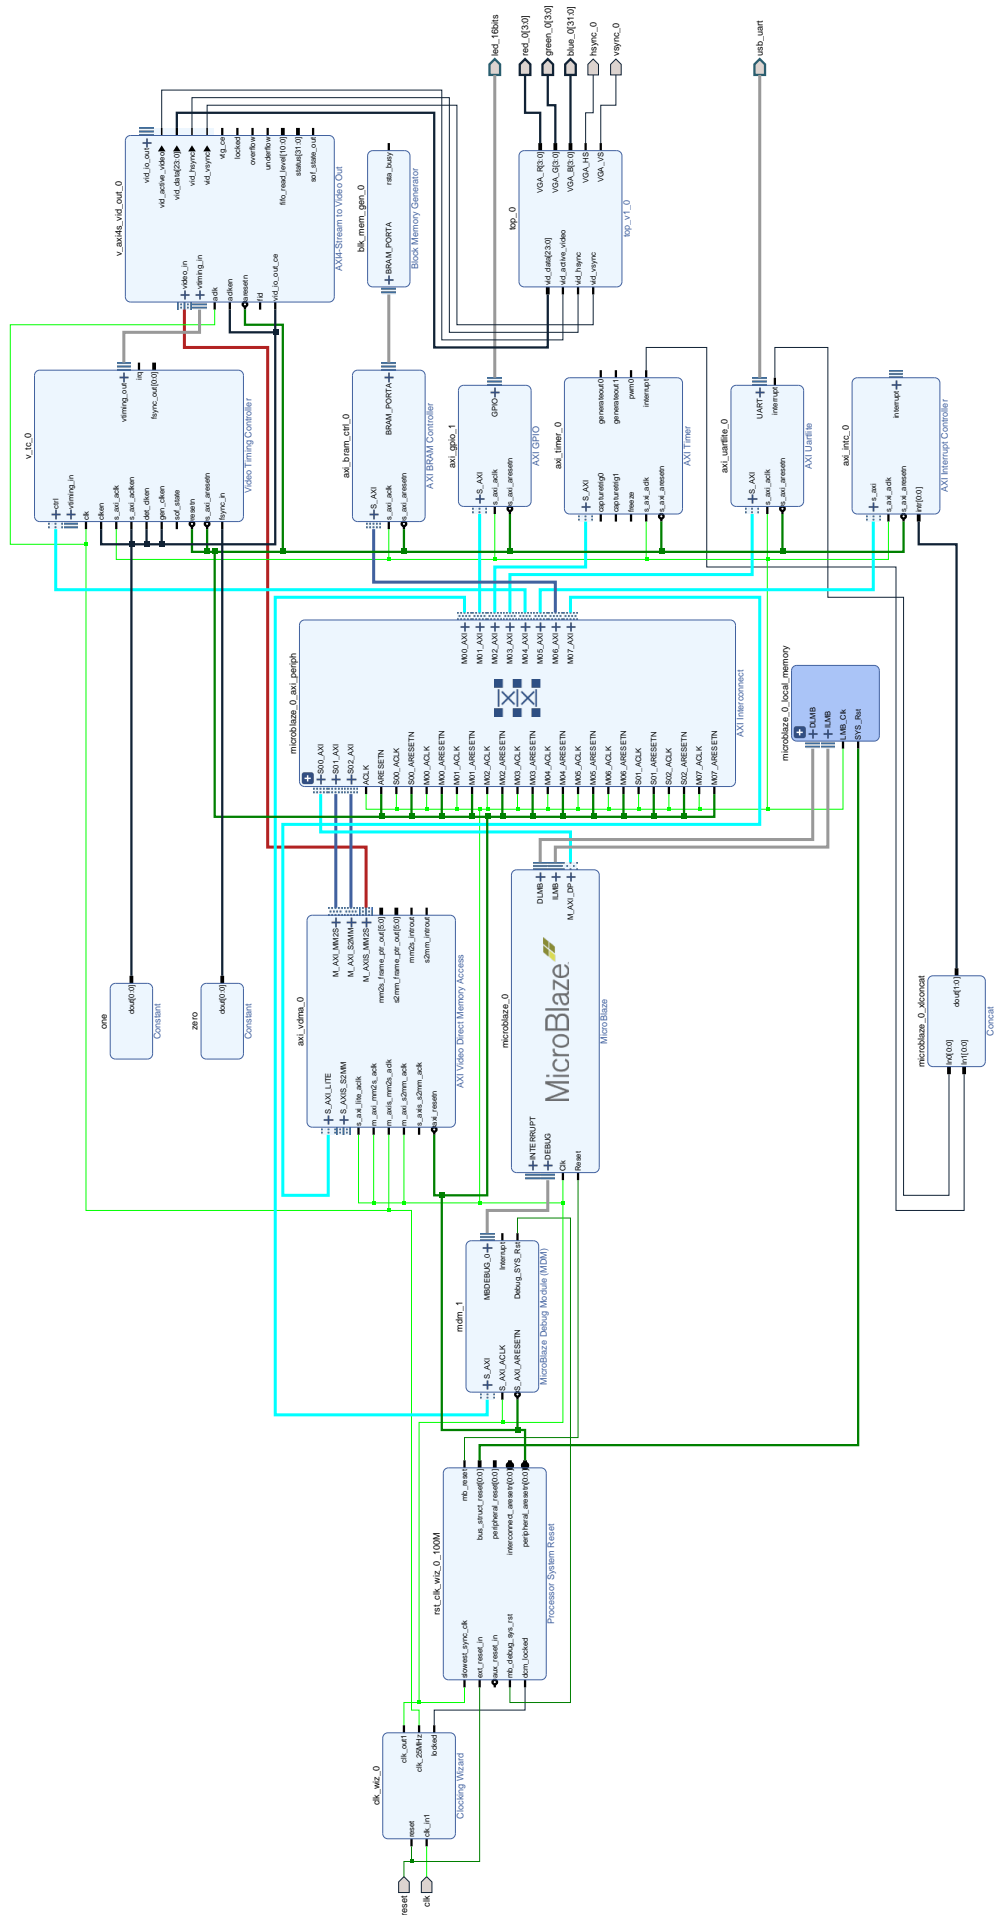 reset
clk
clk_wiz_0
reset
clk_in1
clk_out1
clk_25MHz
locked
Clocking Wizard
rst_clk_wiz_0_100M
slowest_sync_clk
ext_reset_in
aux_reset_in
mb_debug_sys_rst
dcm_locked
mb_reset
bus_struct_reset[0:0]
peripheral_reset[0:0]
interconnect_aresetn[0:0]
peripheral_aresetn[0:0]
Processor System Reset
mdm_1
S_AXI
S_AXI_ACLK
S_AXI_ARESETN
MBDEBUG_0
Interrupt
Debug_SYS_Rst
MicroBlaze Debug Module (MDM)
one
dout[0:0]
Constant
zero
dout[0:0]
Constant
axi_vdma_0
S_AXI_LITE
S_AXIS_S2MM
s_axi_lite_aclk
m_axi_mm2s_aclk
m_axis_mm2s_aclk
m_axi_s2mm_aclk
s_axis_s2mm_aclk
axi_resetn
M_AXI_MM2S
M_AXI_S2MM
M_AXIS_MM2S
mm2s_frame_ptr_out[5:0]
s2mm_frame_ptr_out[5:0]
mm2s_introut
s2mm_introut
AXI Video Direct Memory Access
microblaze_0
INTERRUPT
DEBUG
Clk
Reset
MicroBlaze
DLMB
ILMB
M_AXI_DP
MicroBlaze
microblaze_0_xlconcat
In0[0:0]
In1[0:0]
dout[1:0]
Concat
microblaze_0_axi_periph
S00_AXI
S01_AXI
S02_AXI
ACLK
ARESETN
S00_ACLK
S00_ARESETN
M00_ACLK
M00_ARESETN
M01_ACLK
M01_ARESETN
M02_ACLK
M02_ARESETN
M03_ACLK
M03_ARESETN
M04_ACLK
M04_ARESETN
M05_ACLK
M05_ARESETN
M06_ACLK
M06_ARESETN
S01_ACLK
S01_ARESETN
S02_ACLK
S02_ARESETN
M07_ACLK
M07_ARESETN
M00_AXI
M01_AXI
M02_AXI
M03_AXI
M04_AXI
M05_AXI
M06_AXI
M07_AXI
AXI Interconnect
microblaze_0_local_memory
DLMB
ILMB
LMB_Clk
SYS_Rst
v_tc_0
ctrl
vtiming_in
clk
clken
s_axi_aclk
s_axi_aclken
det_clken
gen_clken
sof_state
resetn
s_axi_aresetn
fsync_in
vtiming_out
irq
fsync_out[0:0]
Video Timing Controller
axi_bram_ctrl_0
S_AXI
s_axi_aclk
s_axi_aresetn
BRAM_PORTA
AXI BRAM Controller
axi_gpio_1
S_AXI
s_axi_aclk
s_axi_aresetn
GPIO
AXI GPIO
axi_timer_0
S_AXI
capturetrig0
capturetrig1
freeze
s_axi_aclk
s_axi_aresetn
generateout0
generateout1
pwm0
interrupt
AXI Timer
axi_uartlite_0
S_AXI
s_axi_aclk
s_axi_aresetn
UART
interrupt
AXI Uartlite
axi_intc_0
s_axi
s_axi_aclk
s_axi_aresetn
intr[0:0]
interrupt
AXI Interrupt Controller
v_axi4s_vid_out_0
video_in
vtiming_in
aclk
aclken
aresetn
fid
vid_io_out_ce
vid_io_out
vid_active_video
vid_data[23:0]
vid_hsync
vid_vsync
vtg_ce
locked
overflow
underflow
fifo_read_level[10:0]
status[31:0]
sof_state_out
AXI4-Stream to Video Out
blk_mem_gen_0
BRAM_PORTA
rsta_busy
Block Memory Generator
top_0
vid_data[23:0]
vid_active_video
vid_hsync
vid_vsync
VGA_R[3:0]
VGA_G[3:0]
VGA_B[3:0]
VGA_HS
VGA_VS
top_v1_0
led_16bits
red_0[3:0]
green_0[3:0]
blue_0[31:0]
hsync_0
vsync_0
usb_uart